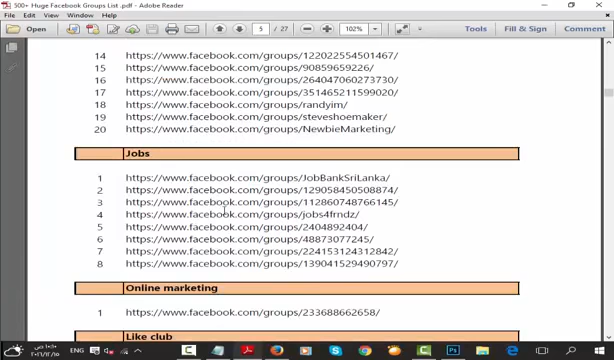 500+ Huge Facebook Groups List .pdf - Adobe Reader
File Edit View Window Help
Open 5 / 27 102% Tools Fill & Sign Comment
14 https://www.facebook.com/groups/122022554501467/
15 https://www.facebook.com/groups/90859659226/
16 https://www.facebook.com/groups/264047060273730/
17 https://www.facebook.com/groups/351465211599020/
18 https://www.facebook.com/groups/randyim/
19 https://www.facebook.com/groups/steveshoemaker/
20 https://www.facebook.com/groups/NewbieMarketing/
Jobs
1 https://www.facebook.com/groups/JobBankSriLanka/
2 https://www.facebook.com/groups/129058450508874/
3 https://www.facebook.com/groups/112860748766145/
4 https://www.facebook.com/groups/jobs4frndz/
5 https://www.facebook.com/groups/2404892404/
6 https://www.facebook.com/groups/48873077245/
7 https://www.facebook.com/groups/224153124312842/
8 https://www.facebook.com/groups/139041529490797/
Online marketing
1 https://www.facebook.com/groups/233688662658/
Like club
ENG